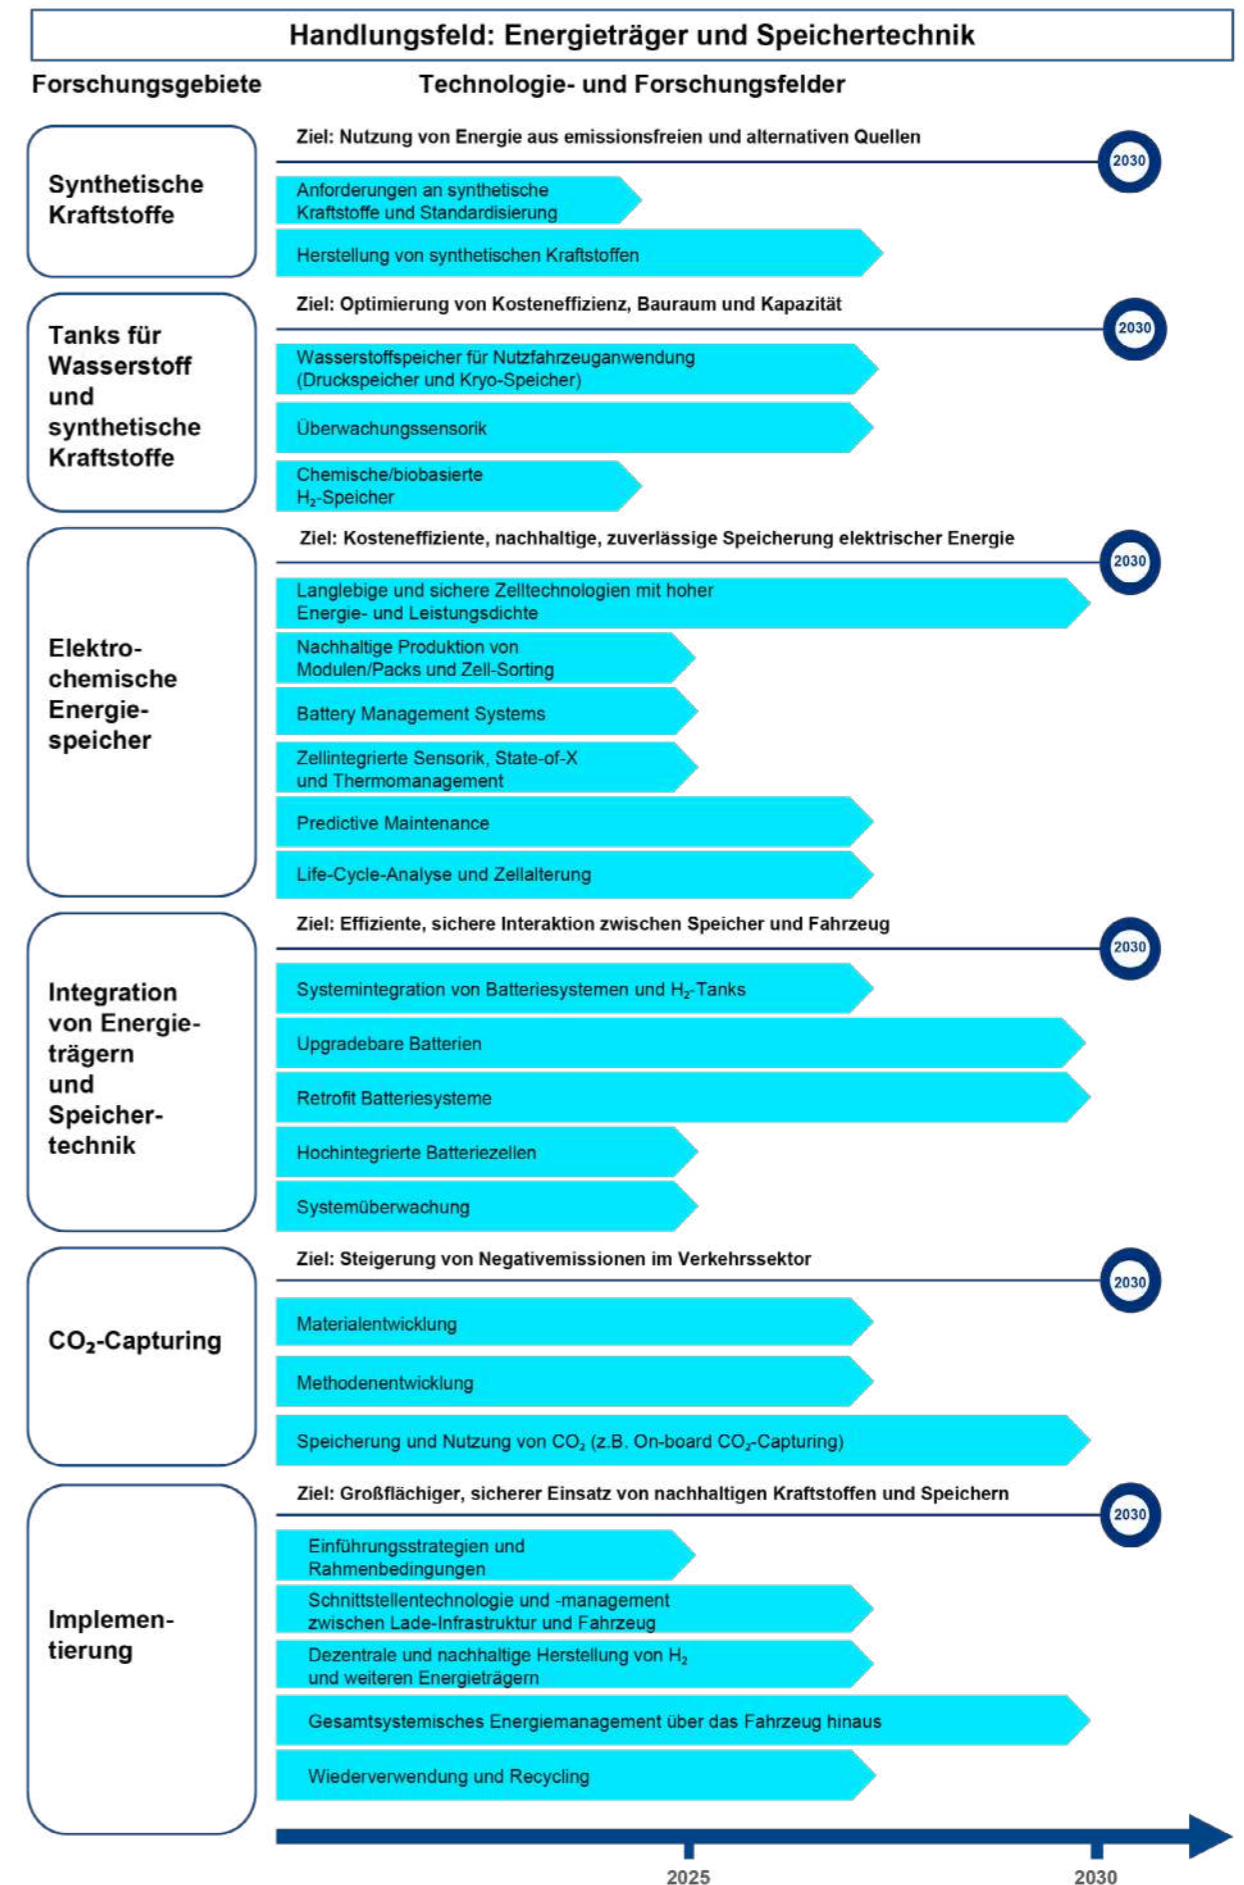 Handlungsfeld: Energieträger und Speichertechnik
Forschungsgebiete
Technologie- und Forschungsfelder
Synthetische
Kraftstoffe
Ziel: Nutzung von Energie aus emissionsfreien und alternativen Quellen
2030
Anforderungen an synthetische
Kraftstoffe und Standardisierung
Herstellung von synthetischen Kraftstoffen
Tanks für
Wasserstoff
und
synthetische
Kraftstoffe
Ziel: Optimierung von Kosteneffizienz, Bauraum und Kapazität
2030
Wasserstoffspeicher für Nutzfahrzeuganwendung
(Druckspeicher und Kryo-Speicher)
Überwachungssensorik
Chemische/biobasierte
H₂-Speicher
Elektro-
chemische
Energie-
speicher
Ziel: Kosteneffiziente, nachhaltige, zuverlässige Speicherung elektrischer Energie
2030
Langlebige und sichere Zelltechnologien mit hoher
Energie- und Leistungsdichte
Nachhaltige Produktion von
Modulen/Packs und Zell-Sorting
Battery Management Systems
Zellintegrierte Sensorik, State-of-X
und Thermomanagement
Predictive Maintenance
Life-Cycle-Analyse und Zellalterung
Integration
von Energie-
trägern
und
Speicher-
technik
Ziel: Effiziente, sichere Interaktion zwischen Speicher und Fahrzeug
2030
Systemintegration von Batteriesystemen und H₂-Tanks
Upgradebare Batterien
Retrofit Batteriesysteme
Hochintegrierte Batteriezellen
Systemüberwachung
CO₂-Capturing
Ziel: Steigerung von Negativemissionen im Verkehrssektor
2030
Materialentwicklung
Methodenentwicklung
Speicherung und Nutzung von CO₂ (z.B. On-board CO₂-Capturing)
Implemen-
tierung
Ziel: Großflächiger, sicherer Einsatz von nachhaltigen Kraftstoffen und Speichern
2030
Einführungsstrategien und
Rahmenbedingungen
Schnittstellentechnologie und -management
zwischen Lade-Infrastruktur und Fahrzeug
Dezentrale und nachhaltige Herstellung von H₂
und weiteren Energieträgern
Gesamtsystemisches Energiemanagement über das Fahrzeug hinaus
Wiederverwendung und Recycling
2025
2030